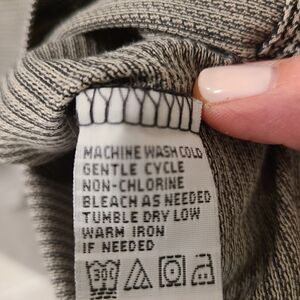 MACHINE WASH COLD
GENTLE CYCLE
NON-CHLORINE
BLEACH AS NEEDED
TUMBLE DRY LOW
WARM IRON
IF NEEDED
30